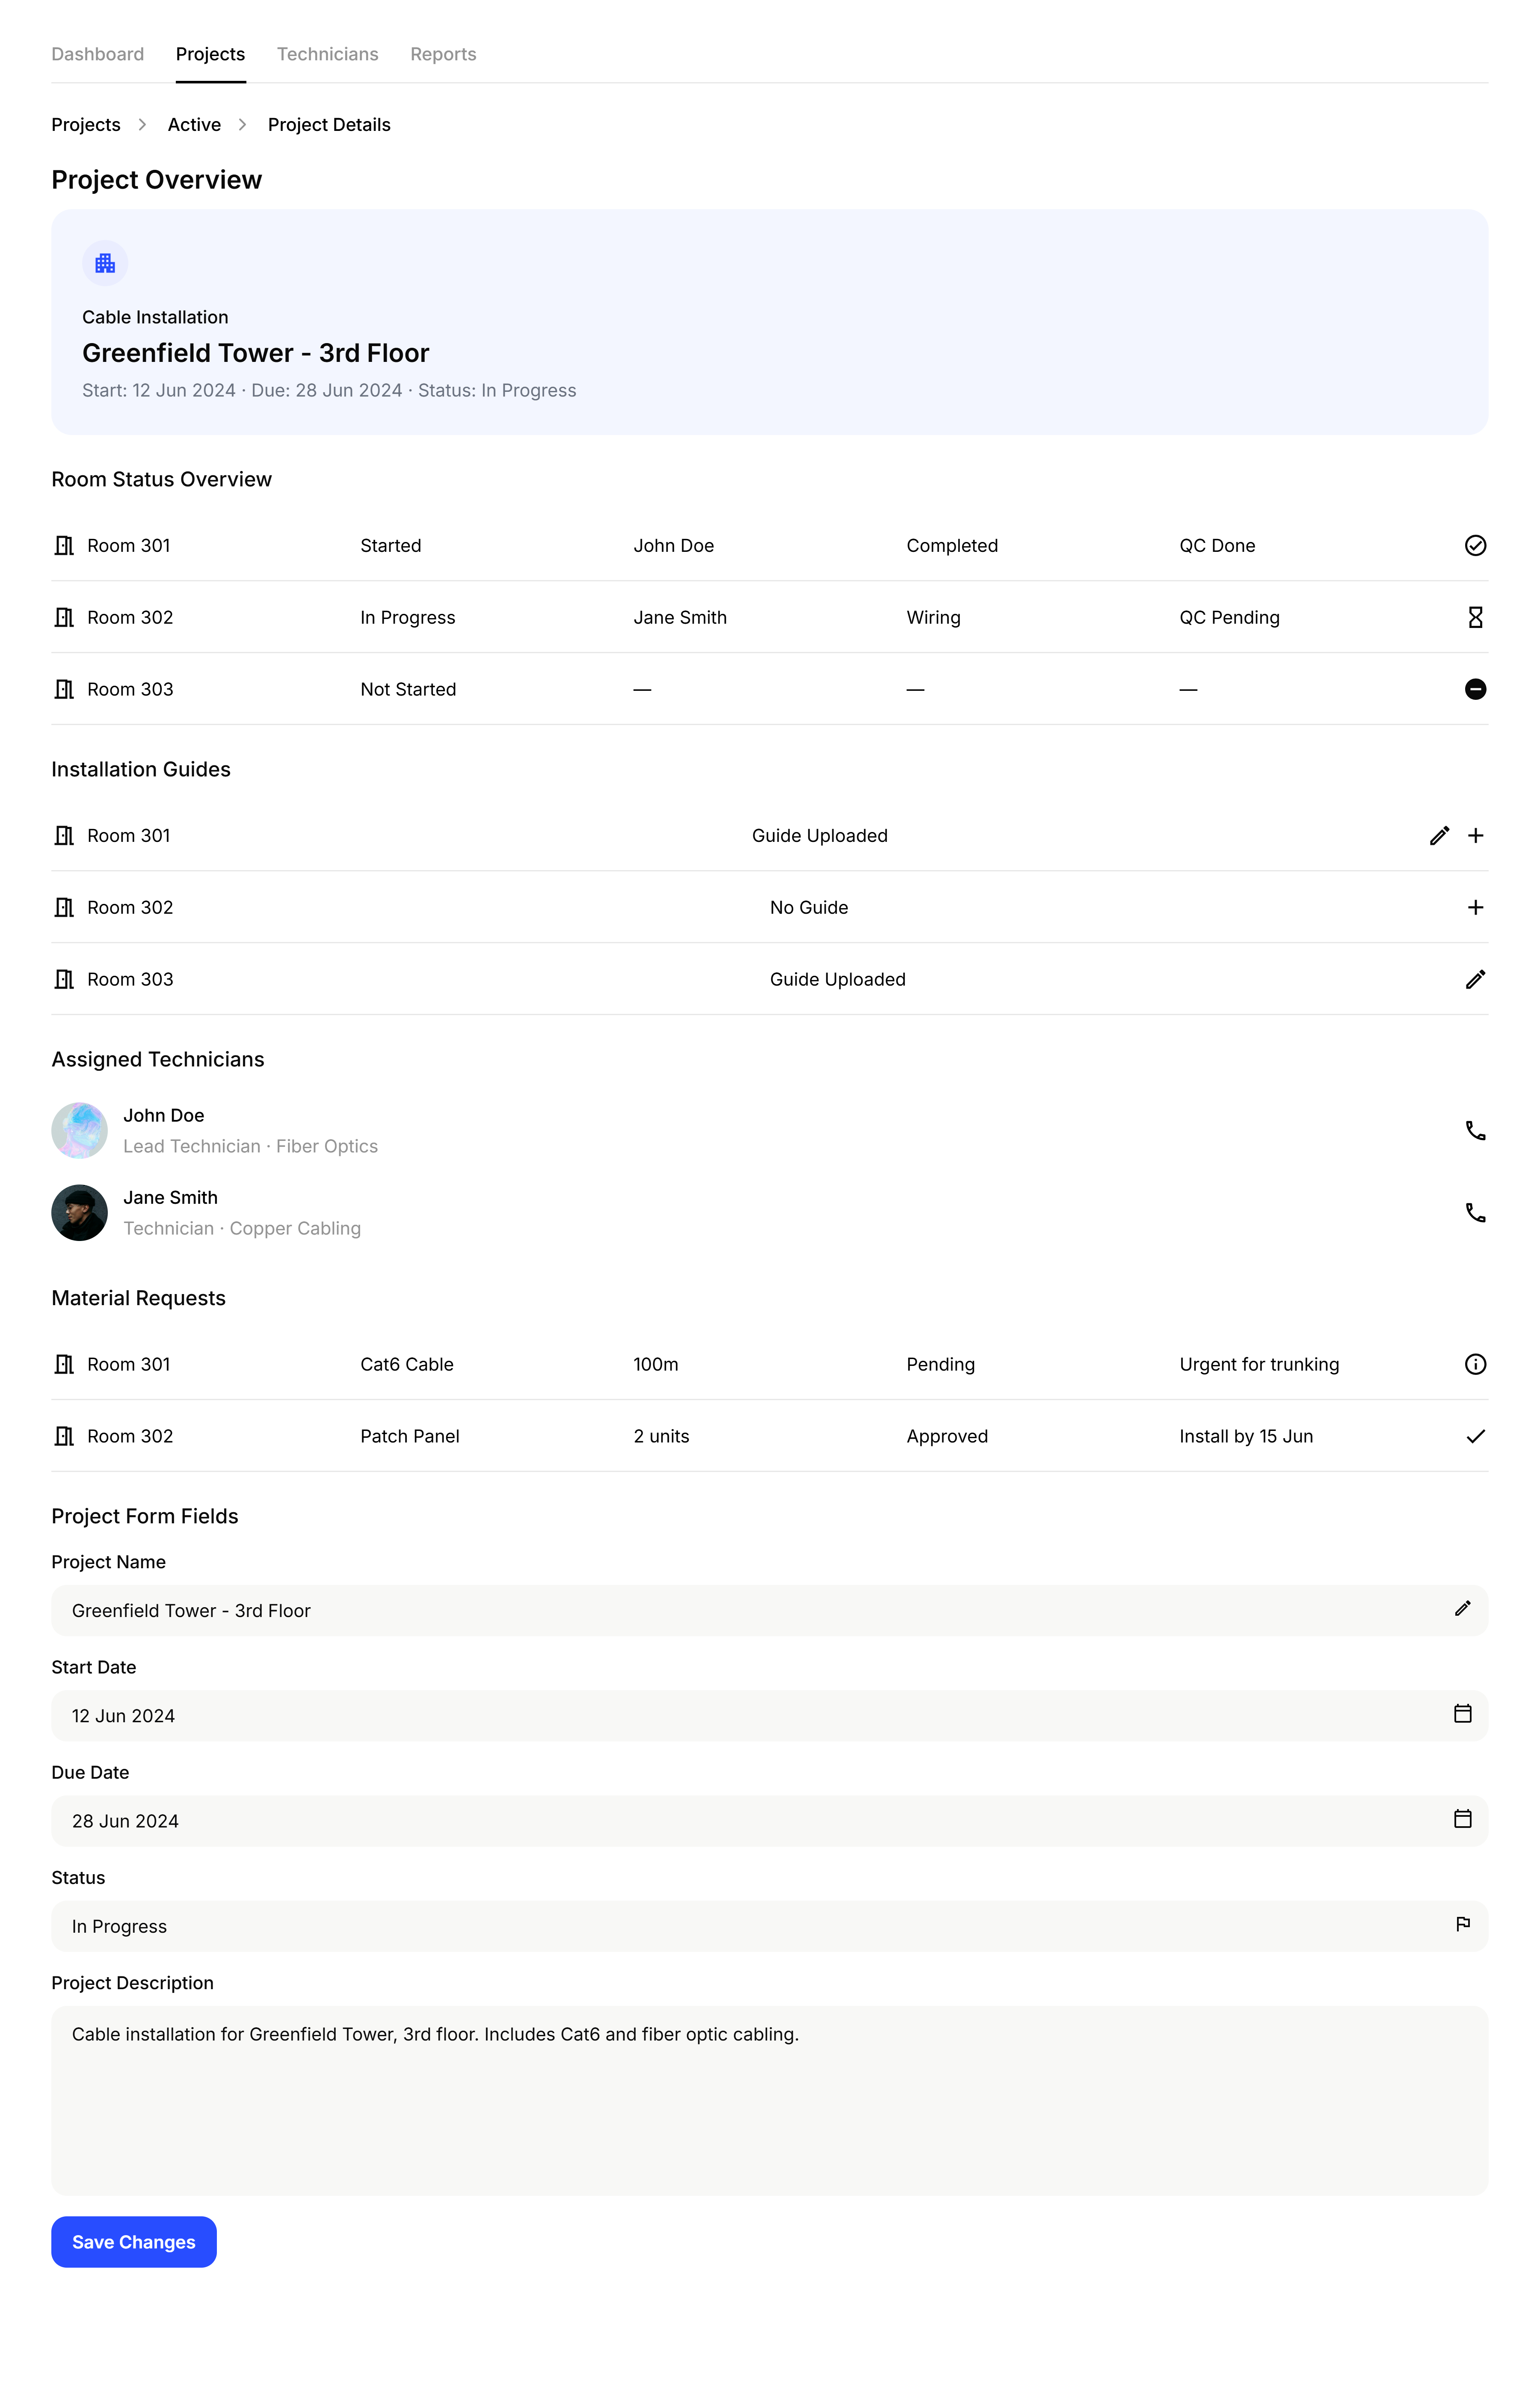 Dashboard Projects Technicians Reports
Projects Active Project Details
Project Overview
Cable Installation
Greenfield Tower - 3rd Floor
Start: 12 Jun 2024 · Due: 28 Jun 2024 · Status: In Progress
Room Status Overview
Room 301 Started John Doe Completed QC Done
Room 302 In Progress Jane Smith Wiring QC Pending
Room 303 Not Started — — —
Installation Guides
Room 301 Guide Uploaded
Room 302 No Guide
Room 303 Guide Uploaded
Assigned Technicians
John Doe
Lead Technician · Fiber Optics
Jane Smith
Technician · Copper Cabling
Material Requests
Room 301 Cat6 Cable 100m Pending Urgent for trunking
Room 302 Patch Panel 2 units Approved Install by 15 Jun
Project Form Fields
Project Name
Greenfield Tower - 3rd Floor
Start Date
12 Jun 2024
Due Date
28 Jun 2024
Status
In Progress
Project Description
Cable installation for Greenfield Tower, 3rd floor. Includes Cat6 and fiber optic cabling.
Save Changes